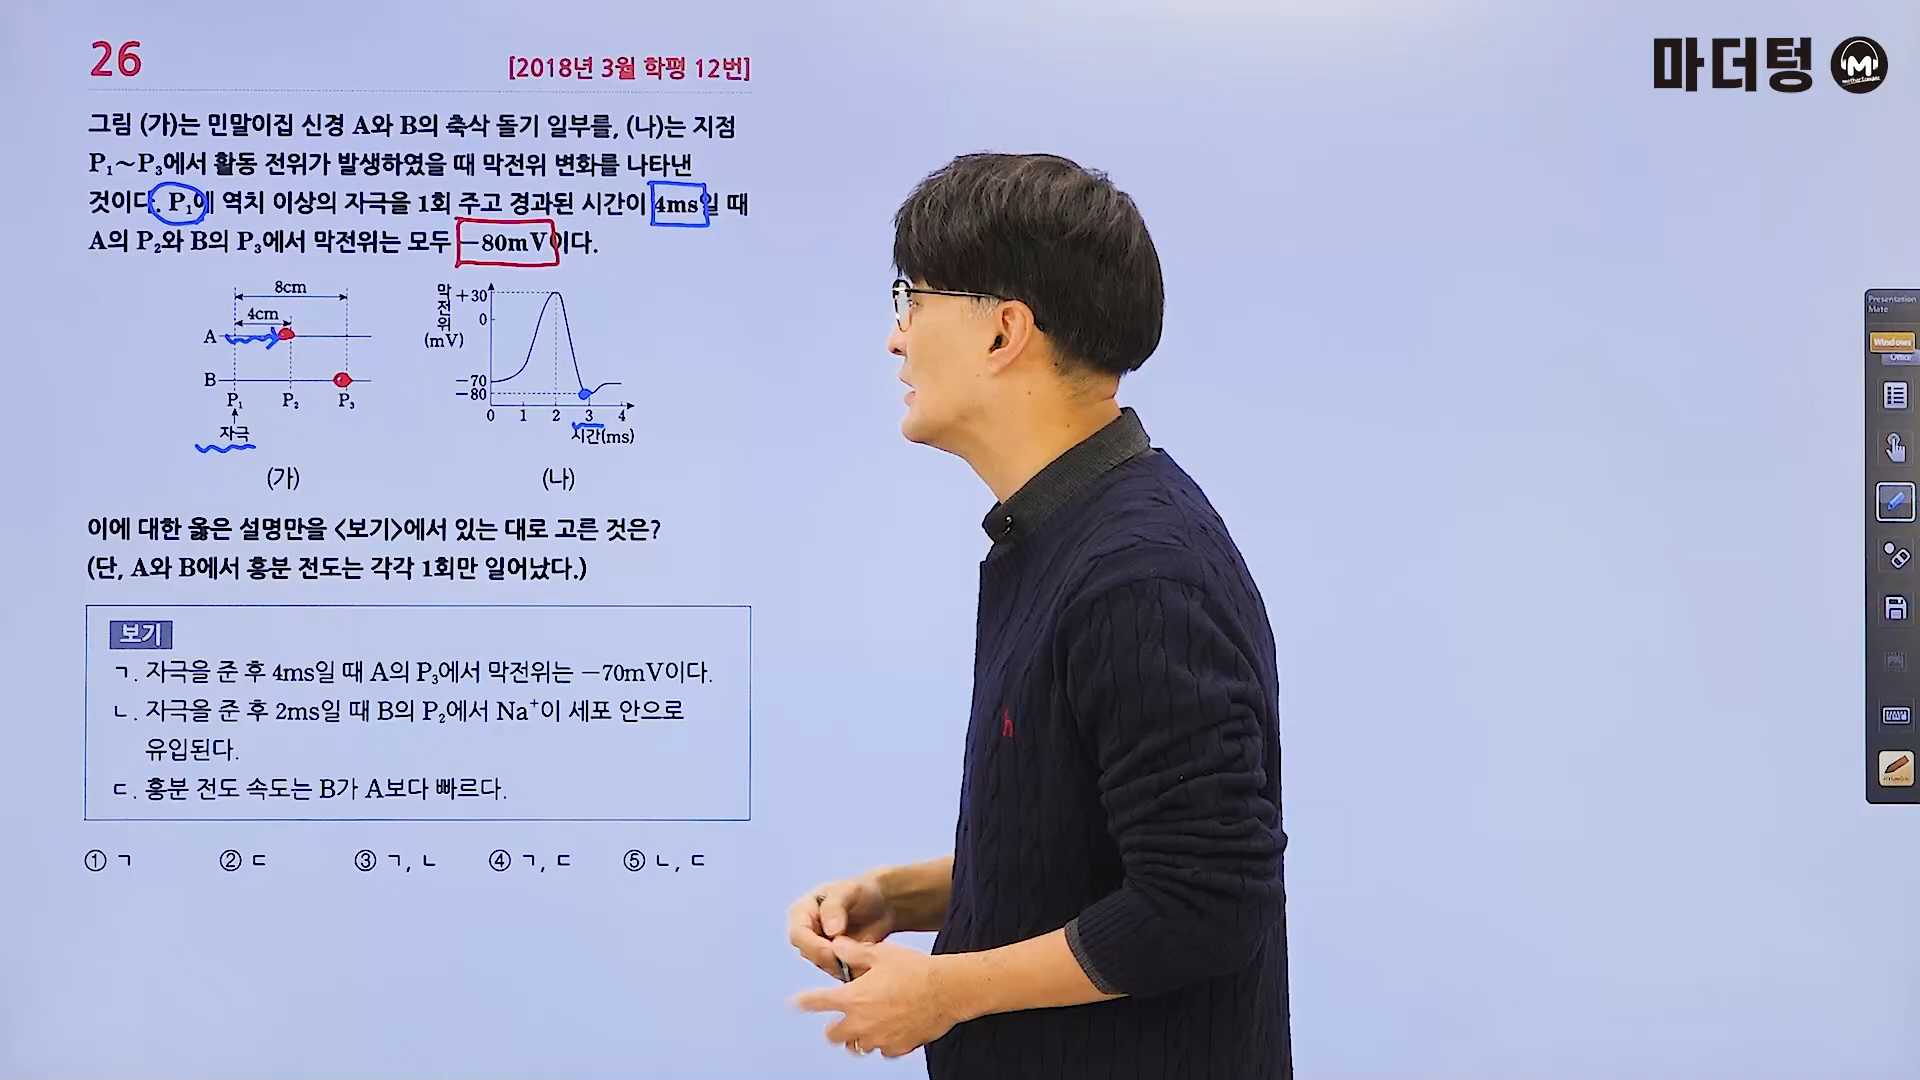 26
[2018년 3월 학평 12번]
그림 (가)는 민말이집 신경 A와 B의 축삭 돌기 일부를, (나)는 지점
P₁~P₃에서 활동 전위가 발생하였을 때 막전위 변화를 나타낸
것이다. P₁에 역치 이상의 자극을 1회 주고 경과된 시간이 4ms일 때
A의 P₂와 B의 P₃에서 막전위는 모두 -80mV이다.
8cm
4cm
A
B
P₁ P₂ P₃
자극
(가)
막전위
(mV)
+30
0
-70
-80
0 1 2 3 4
시간(ms)
(나)
이에 대한 옳은 설명만을 <보기>에서 있는 대로 고른 것은?
(단, A와 B에서 흥분 전도는 각각 1회만 일어났다.)
보기
ㄱ. 자극을 준 후 4ms일 때 A의 P₃에서 막전위는 -70mV이다.
ㄴ. 자극을 준 후 2ms일 때 B의 P₂에서 Na⁺이 세포 안으로
유입된다.
ㄷ. 흥분 전도 속도는 B가 A보다 빠르다.
① ㄱ ② ㄷ ③ ㄱ, ㄴ ④ ㄱ, ㄷ ⑤ ㄴ, ㄷ
마더텅
M
Presentation
Mate
Windows
Office
h